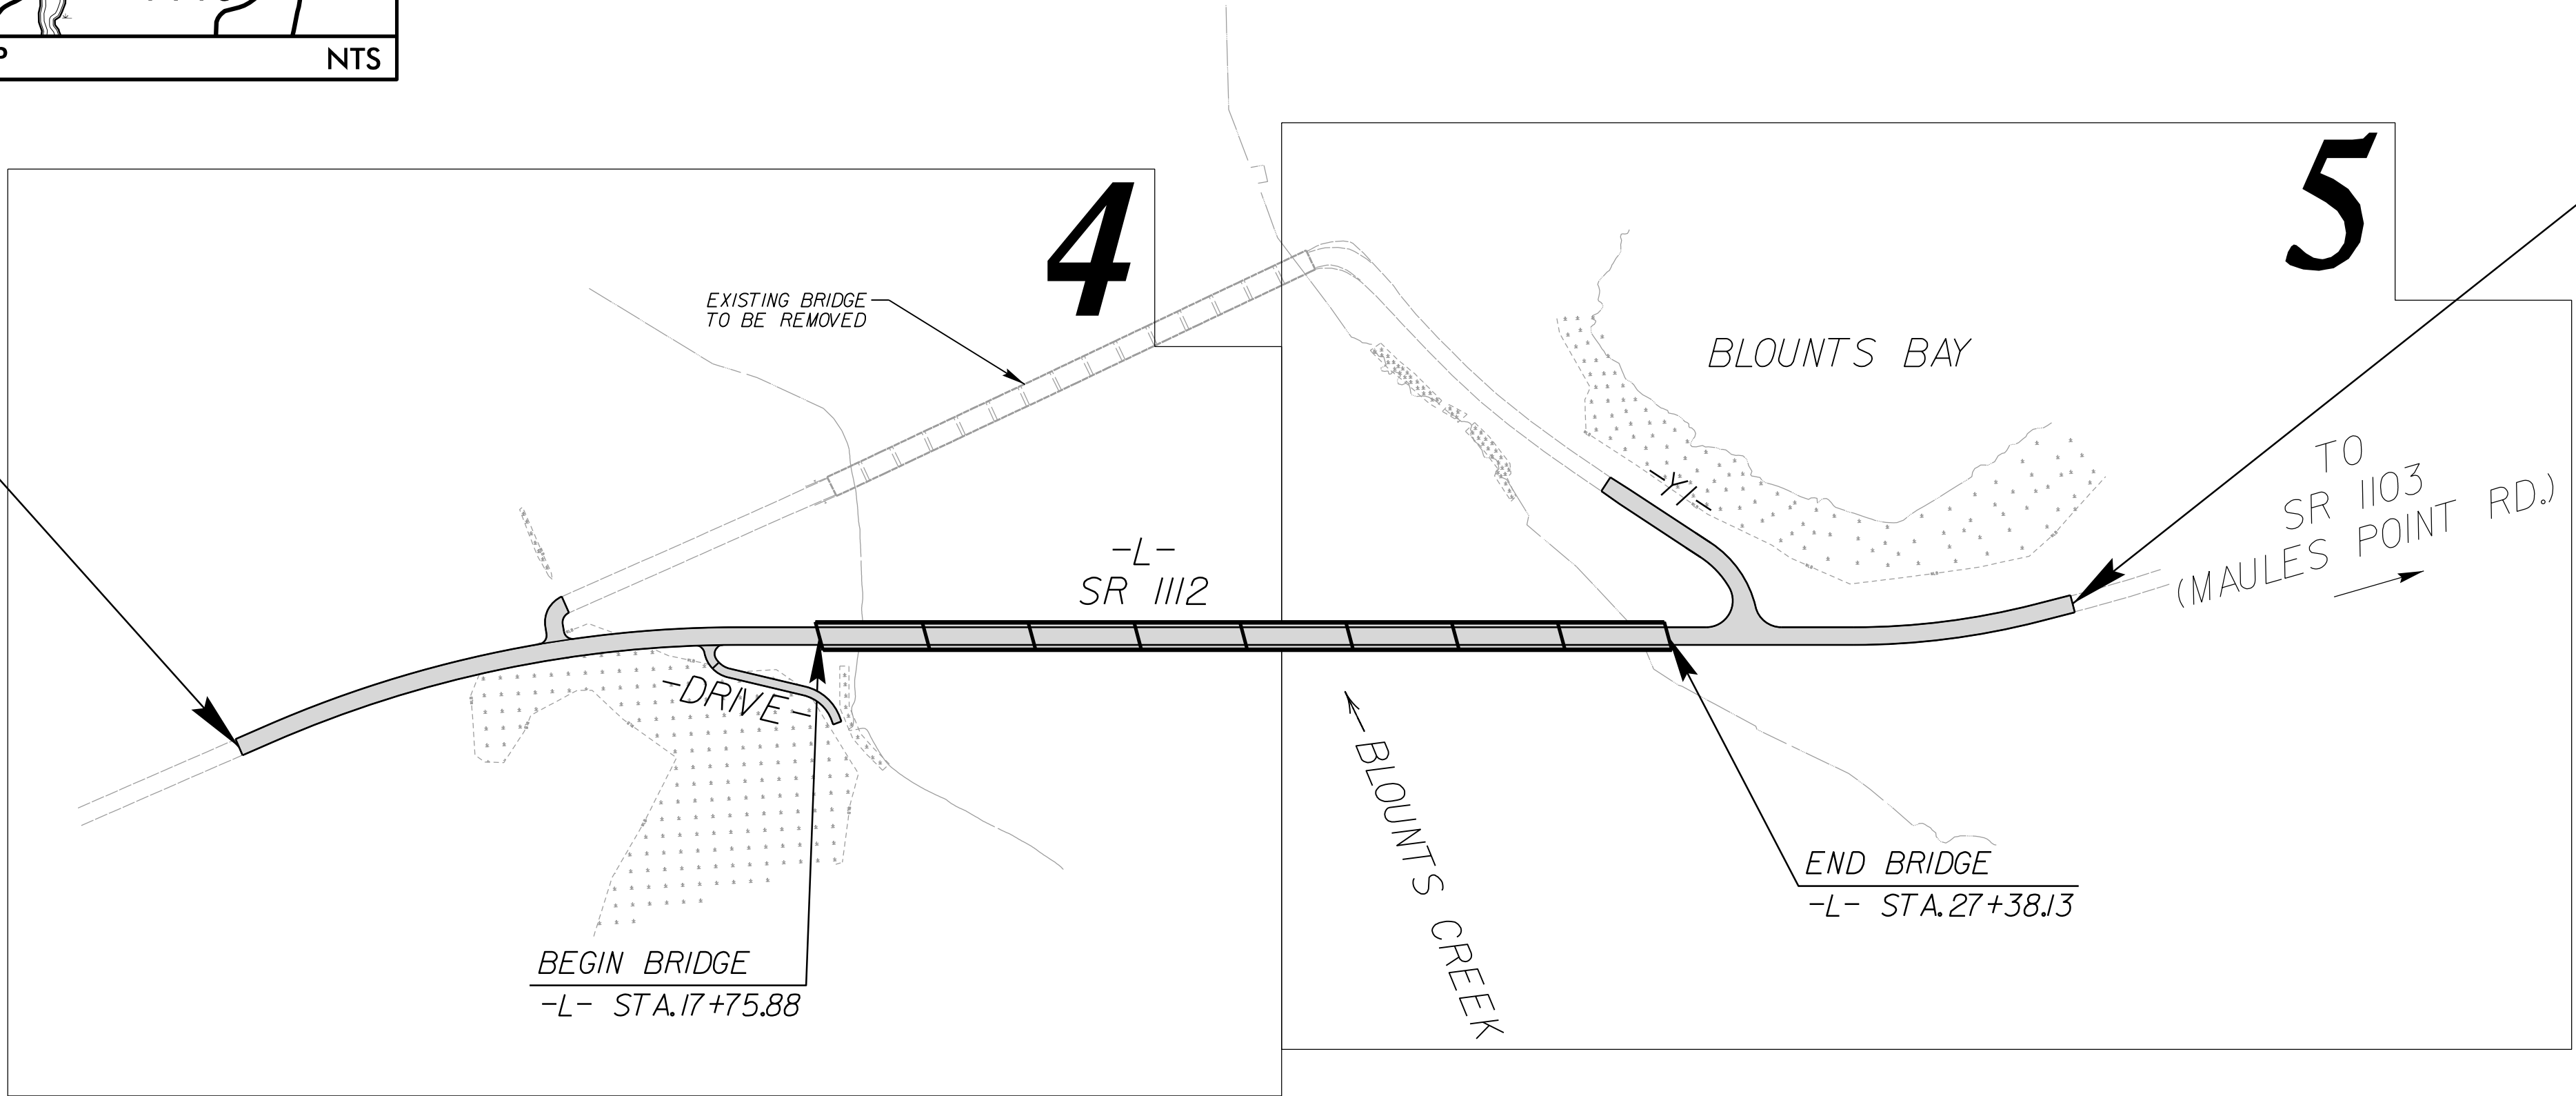 NTS
4
5
EXISTING BRIDGE
TO BE REMOVED
BLOUNTS BAY
-Y1-
TO
SR 1103
(MAULES POINT RD.)
-L-
SR 1112
-DRIVE-
BLOUNTS CREEK
END BRIDGE
-L- STA. 27+38.13
BEGIN BRIDGE
-L- STA. 17+75.88